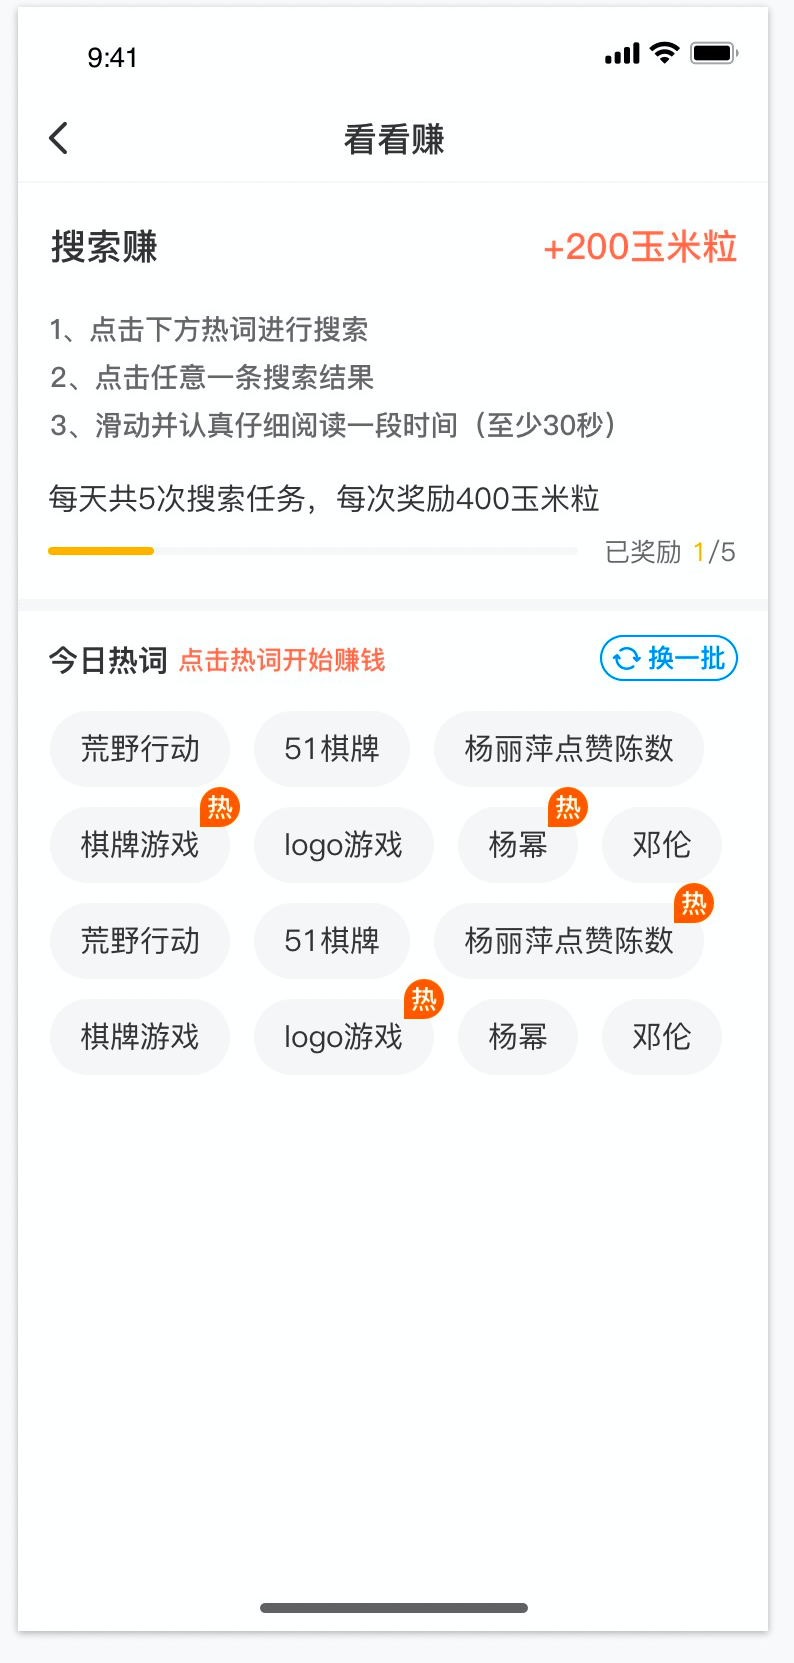 9:41
看看赚
搜索赚 +200玉米粒
1、点击下方热词进行搜索
2、点击任意一条搜索结果
3、滑动并认真仔细阅读一段时间（至少30秒）
每天共5次搜索任务，每次奖励400玉米粒
已奖励 1/5
今日热词 点击热词开始赚钱 换一批
荒野行动 51棋牌 杨丽萍点赞陈数
热 热
棋牌游戏 logo游戏 杨幂 邓伦
热
荒野行动 51棋牌 杨丽萍点赞陈数
热
棋牌游戏 logo游戏 杨幂 邓伦